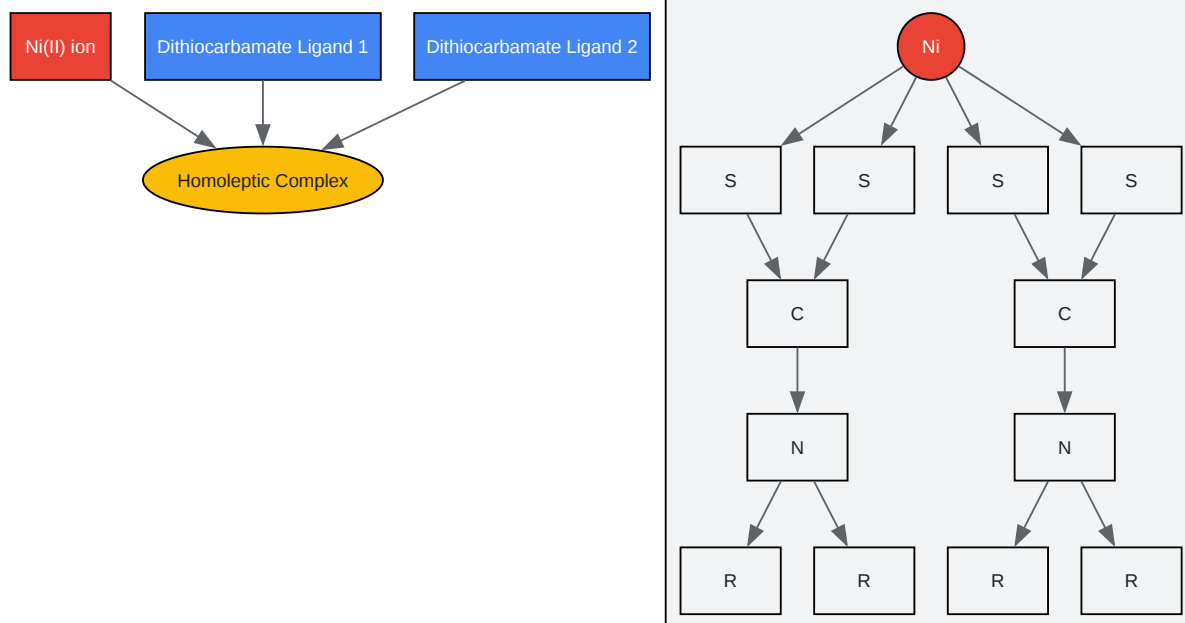 Ni(II) ion
Dithiocarbamate Ligand 1
Dithiocarbamate Ligand 2
Homoleptic Complex
Ni
S
S
S
S
C
C
N
N
R
R
R
R